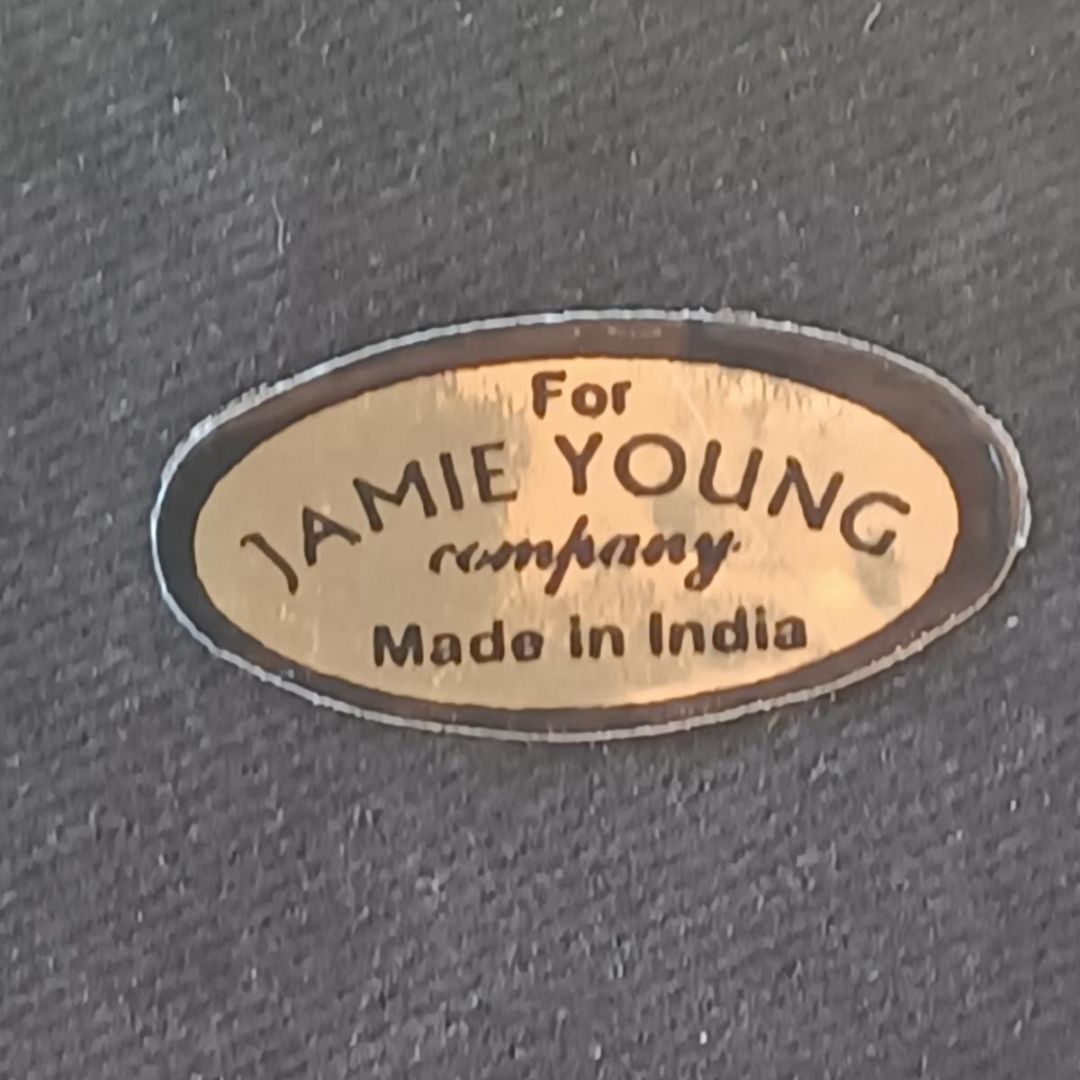 For
JAMIE YOUNG
company
Made in India